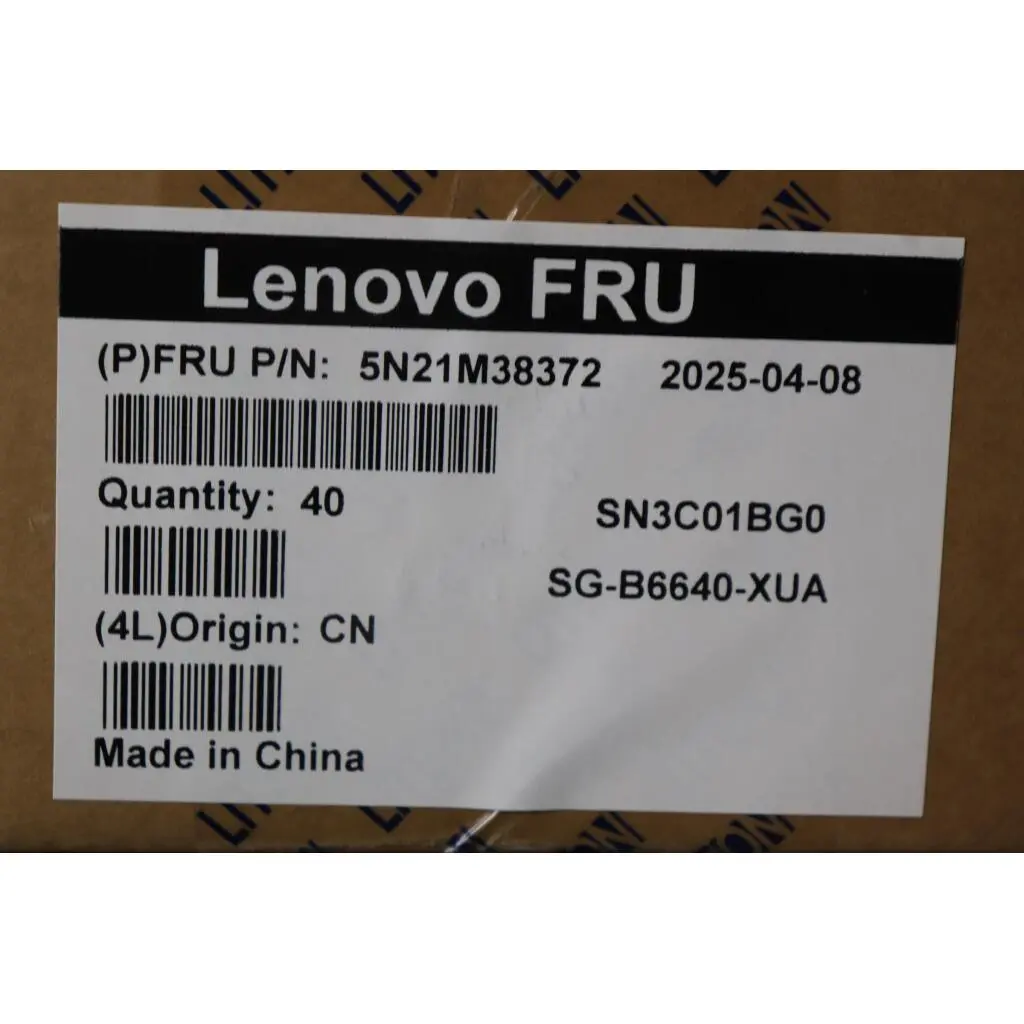 Lenovo FRU
(P)FRU P/N: 5N21M38372 2025-04-08
Quantity: 40
SN3C01BG0
SG-B6640-XUA
(4L)Origin: CN
Made in China